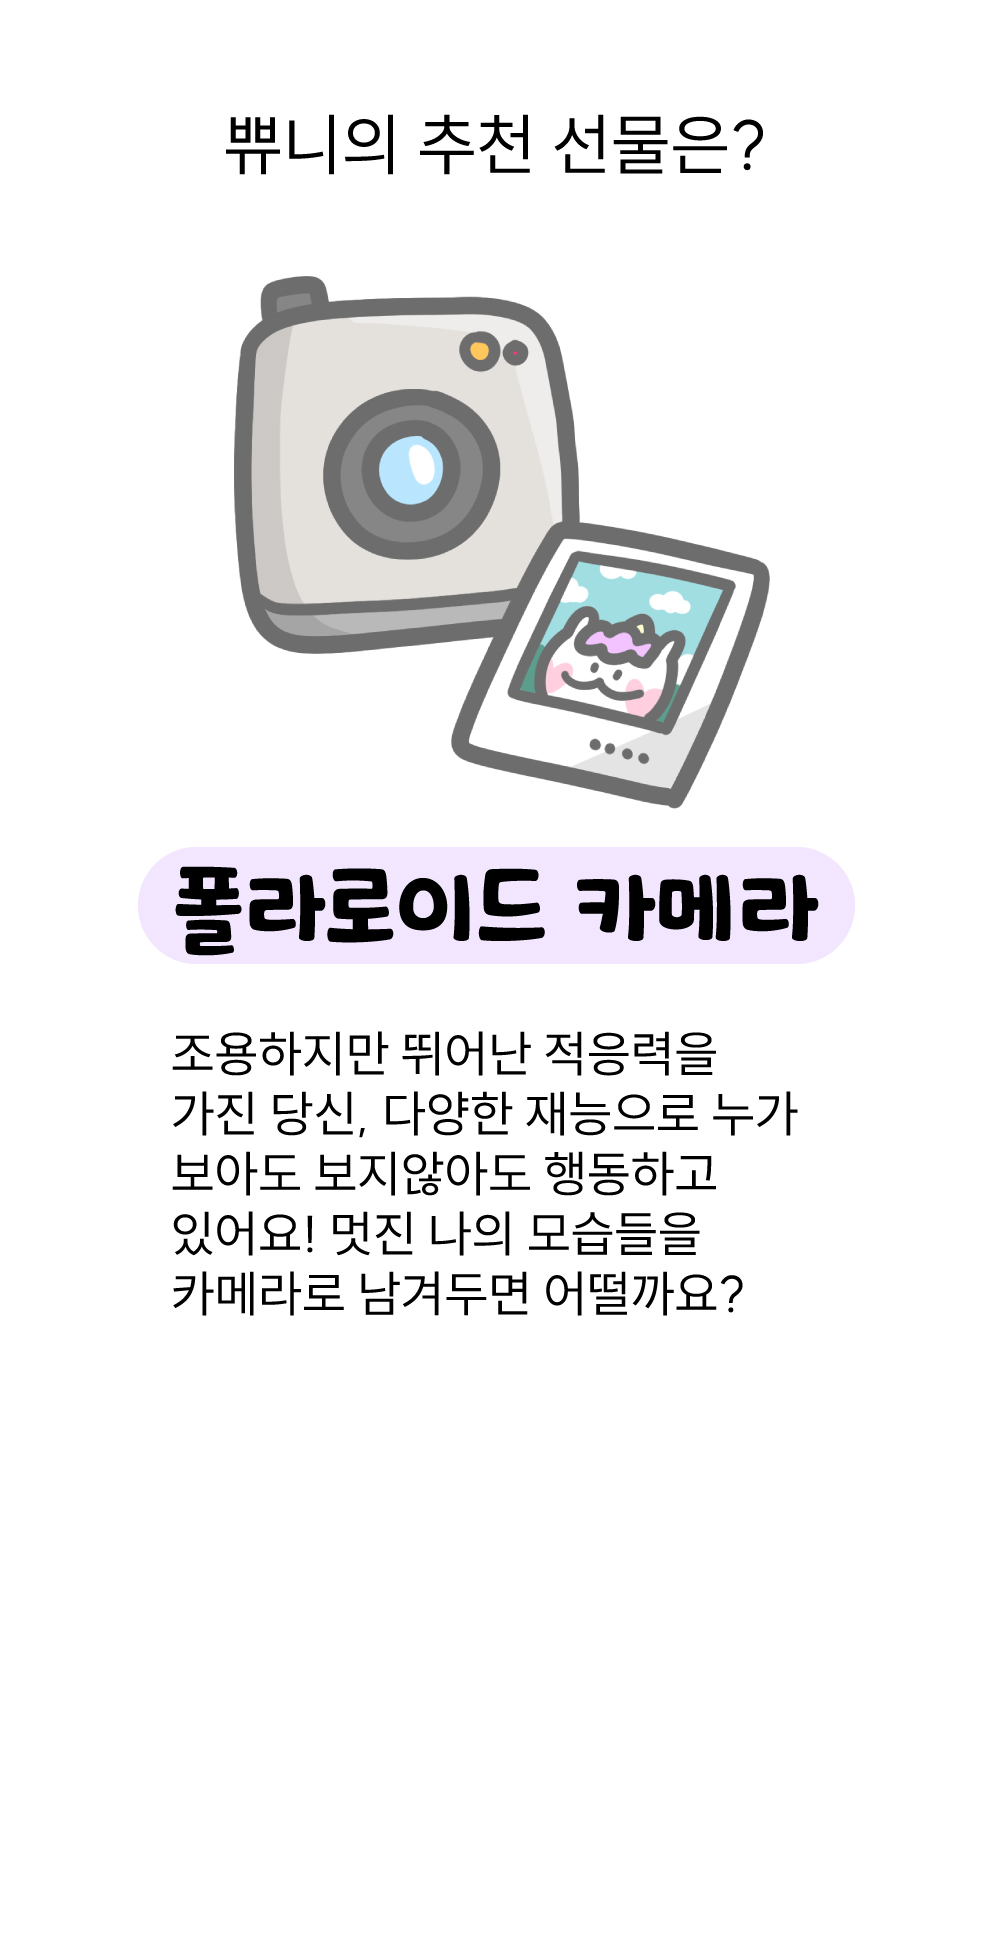 쀼니의 추천 선물은?
폴라로이드 카메라
조용하지만 뛰어난 적응력을
가진 당신, 다양한 재능으로 누가
보아도 보지않아도 행동하고
있어요! 멋진 나의 모습들을
카메라로 남겨두면 어떨까요?